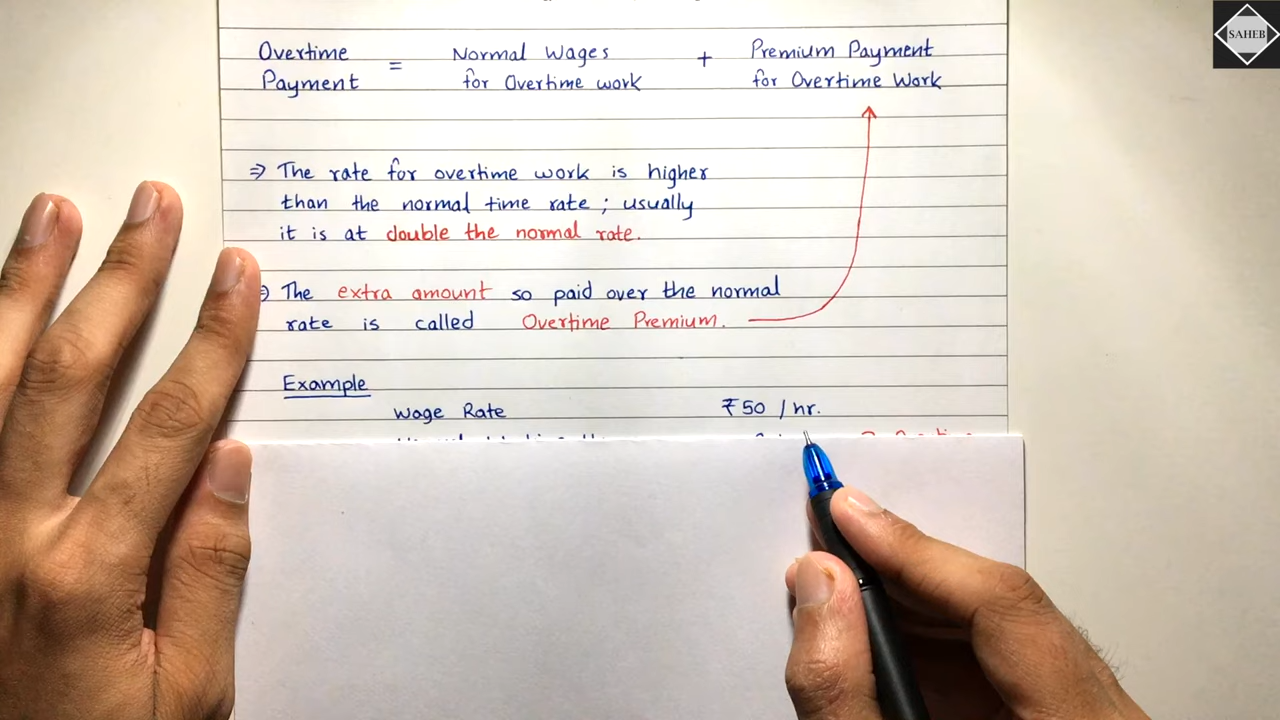 SAHEB
Overtime Payment = Normal Wages for Overtime work + Premium Payment for Overtime Work
⇒ The rate for overtime work is higher
than the normal time rate; usually
it is at double the normal rate.
⇒ The extra amount so paid over the normal
rate is called Overtime Premium.
Example
Wage Rate ₹50 / hr.